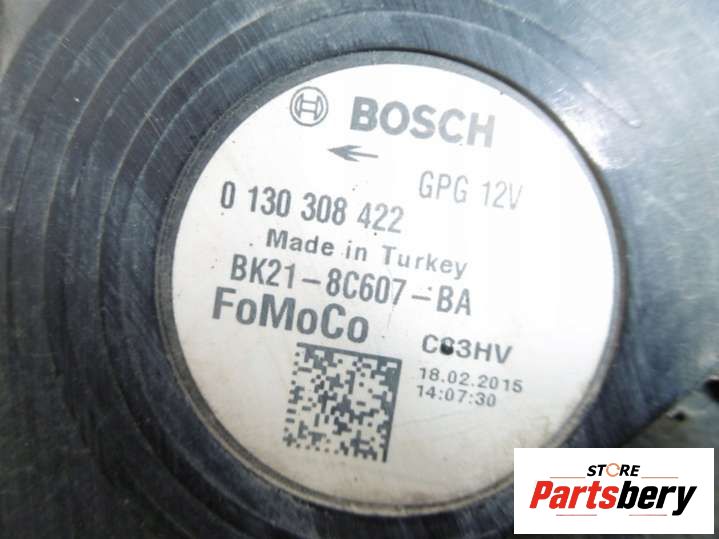 BOSCH
GPG 12V
0 130 308 422
Made in Turkey
BK21-8C607-BA
FoMoCo
C83HV
18.02.2015
14:07:30
STORE
Partsbery